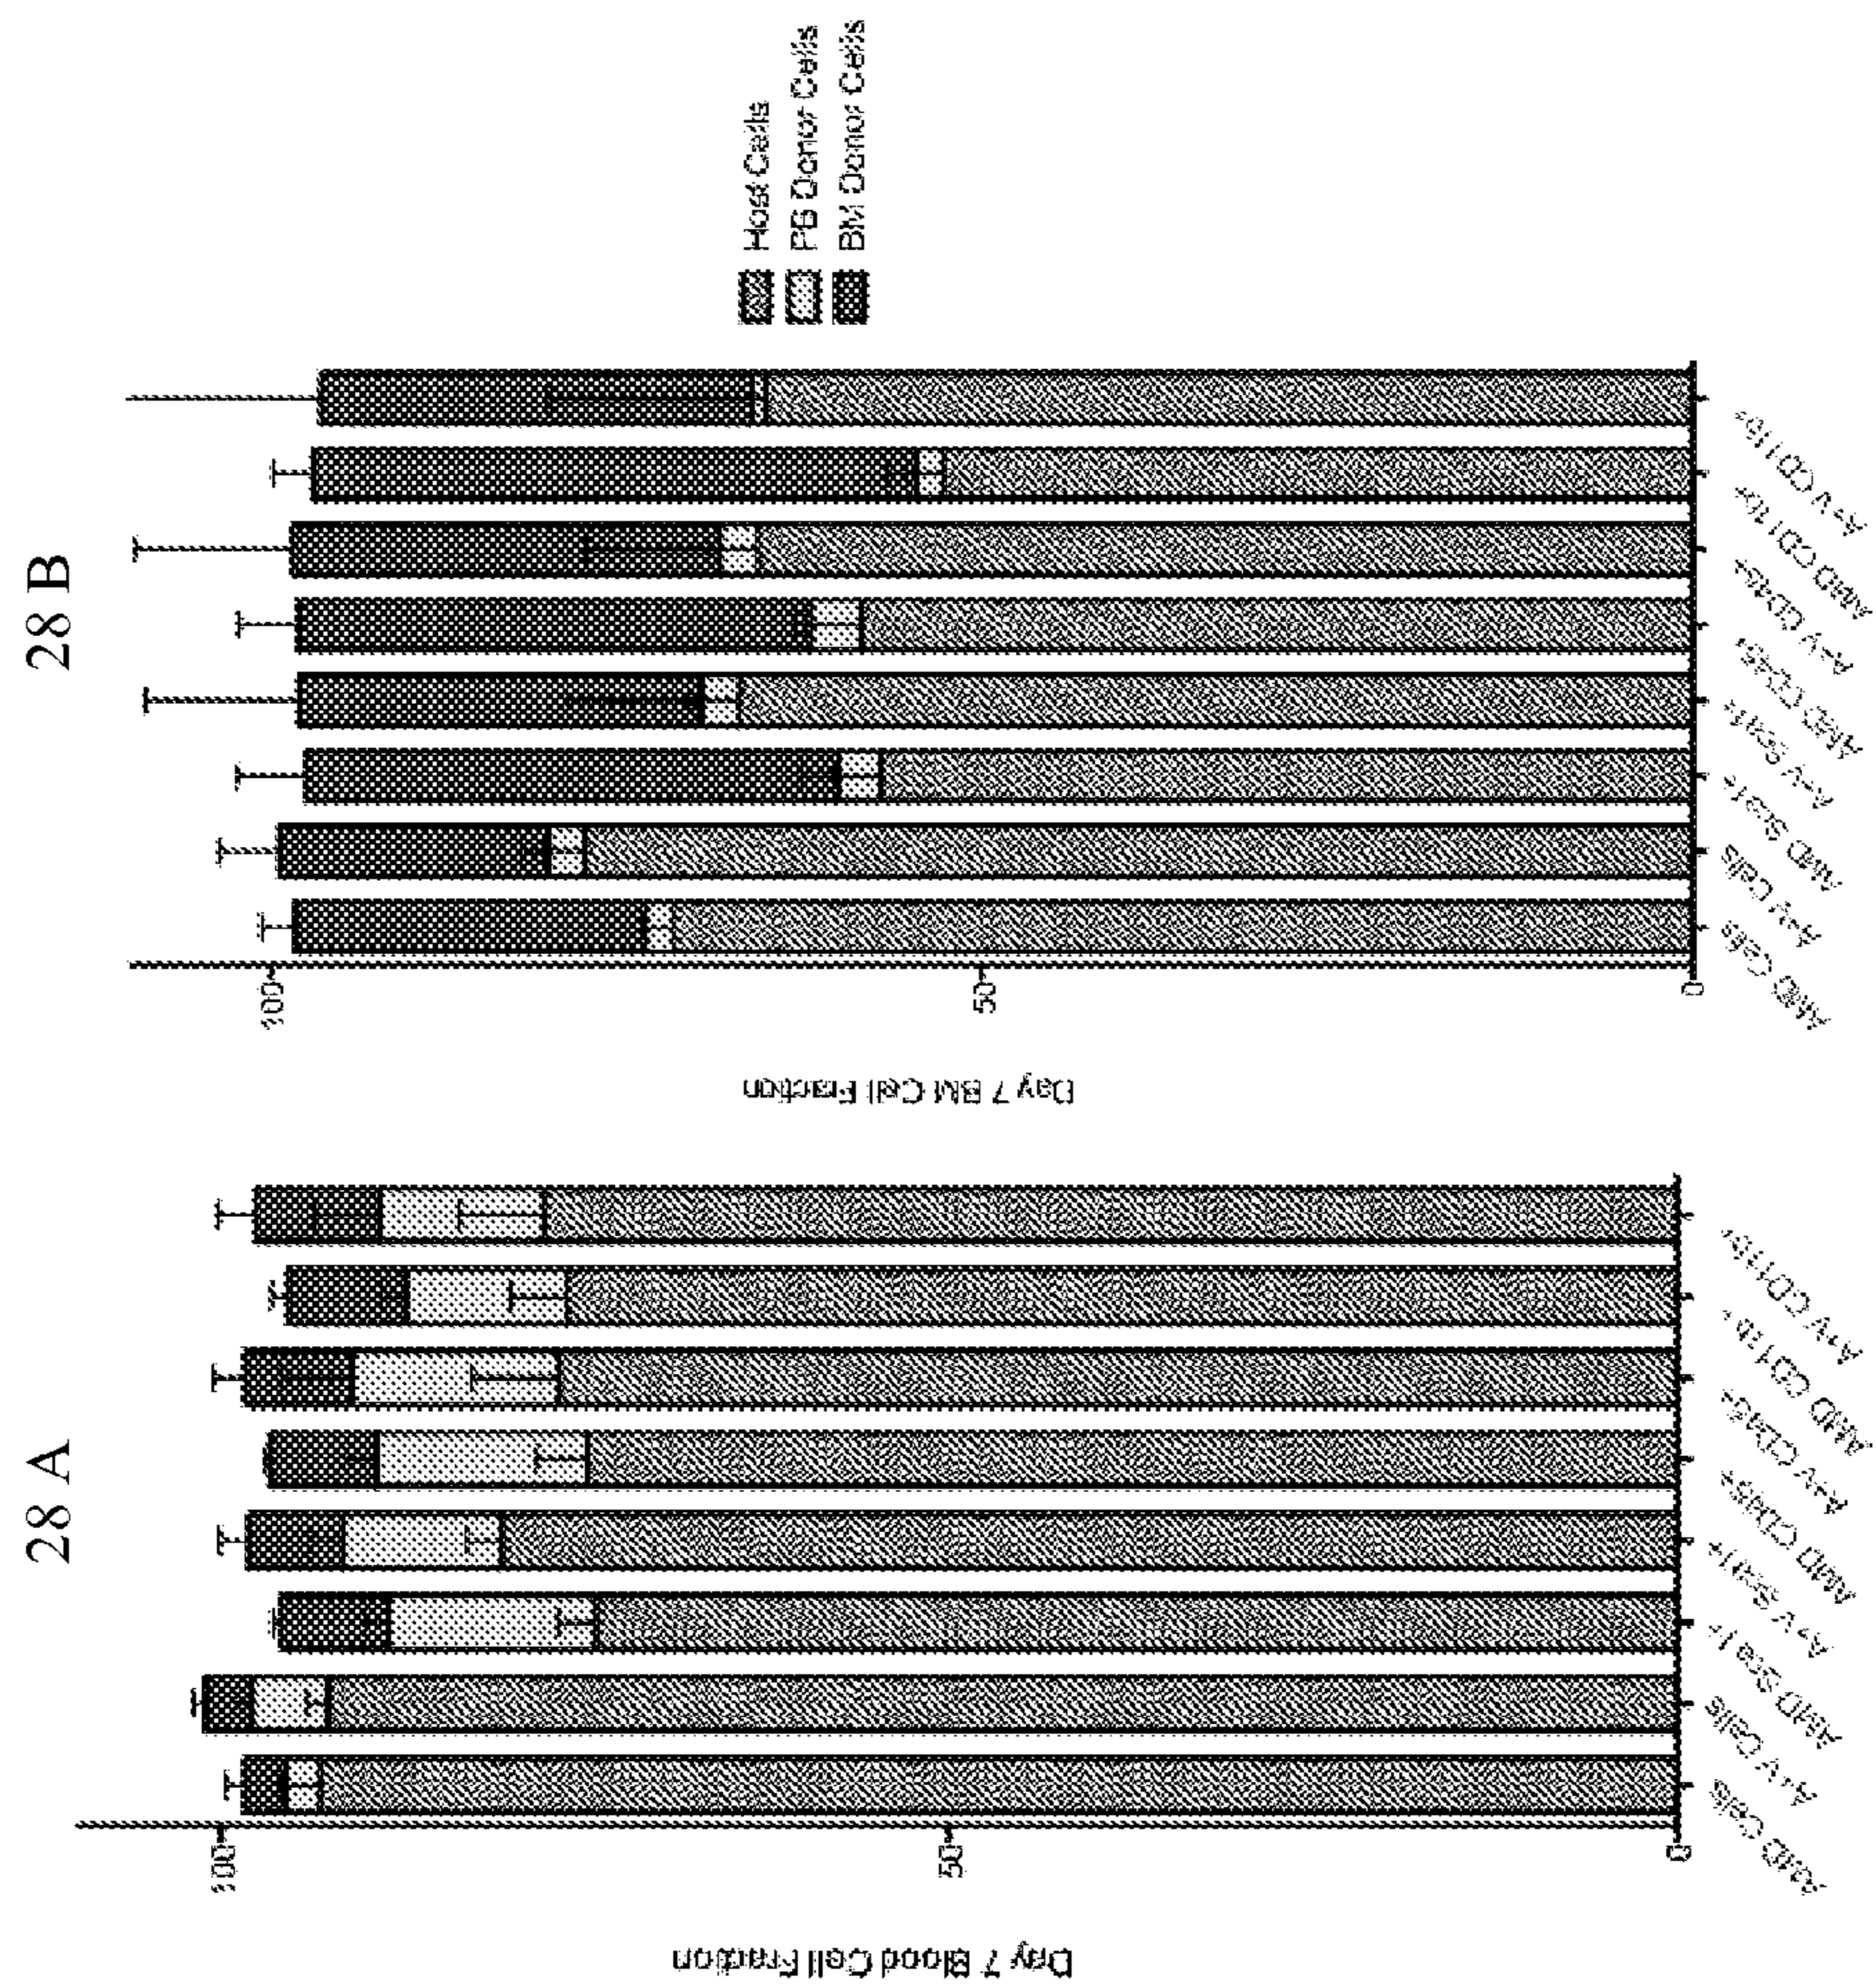 28 A
Day 7 Blood Cell Fraction
100
50
0
AMD Cells
A+V Cells
AMD Sca1+
A+V Sca1+
AMD CD45+
A+V CD45+
AMD CD11b+
A+V CD11b+
28 B
Day 7 BM Cell Fraction
100
50
0
AMD Cells
A+V Cells
AMD Sca1+
A+V Sca1+
AMD CD45+
A+V CD45+
AMD CD11b+
A+V CD11b+
Host Cells
PB Donor Cells
BM Donor Cells